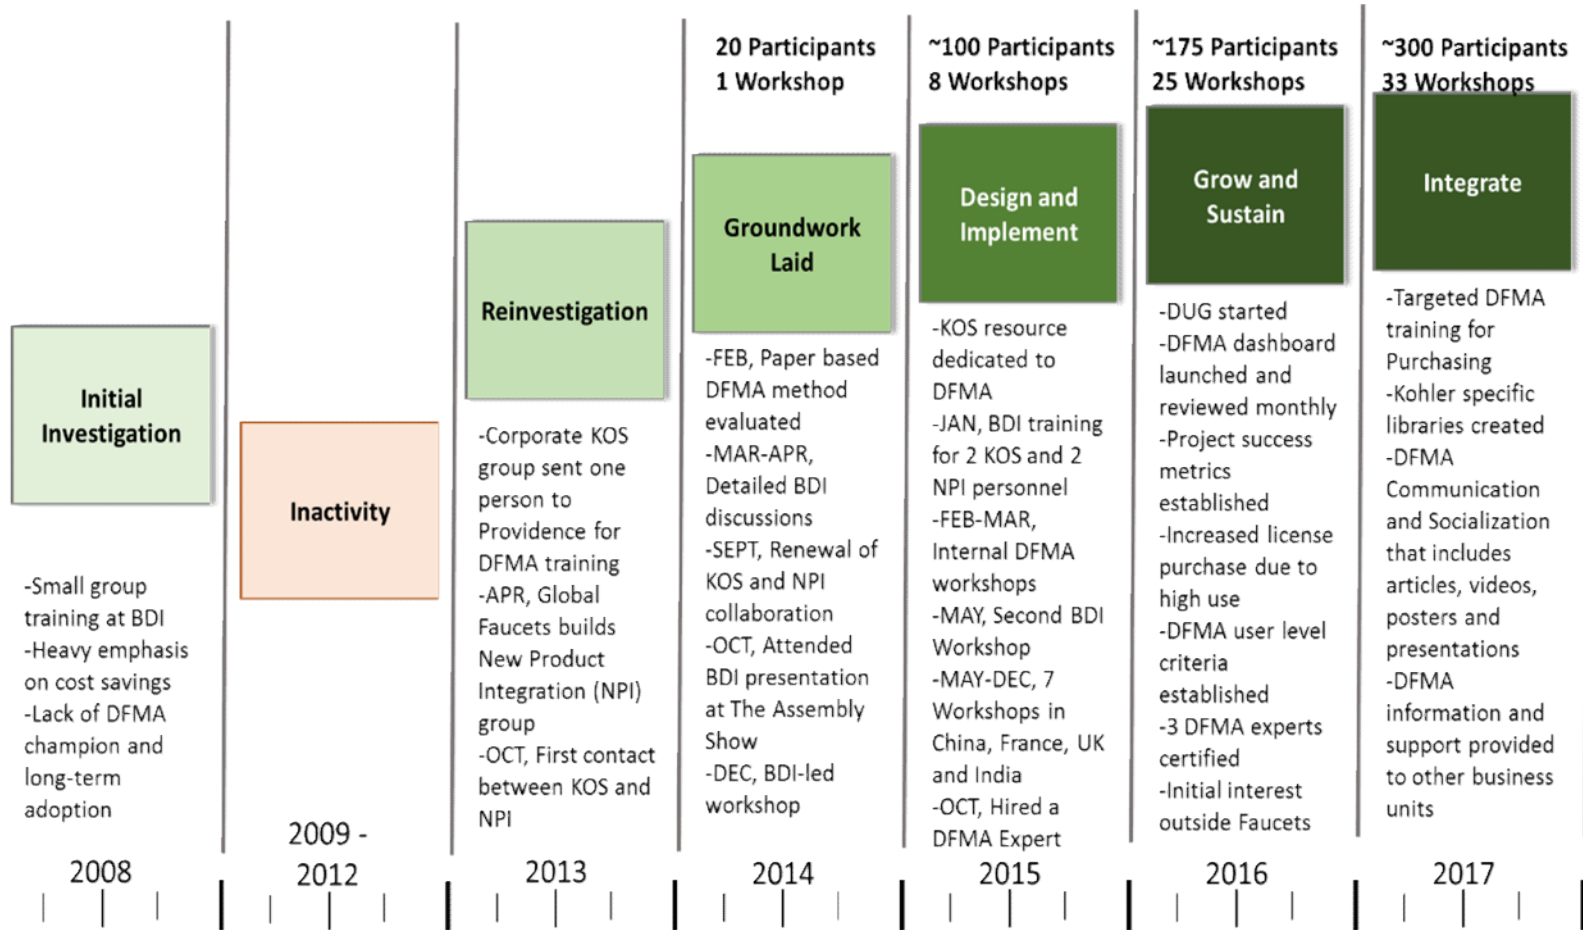 Initial
Investigation
-Small group
training at BDI
-Heavy emphasis
on cost savings
-Lack of DFMA
champion and
long-term
adoption
2008
Inactivity
2009 -
2012
Reinvestigation
-Corporate KOS
group sent one
person to
Providence for
DFMA training
-APR, Global
Faucets builds
New Product
Integration (NPI)
group
-OCT, First contact
between KOS and
NPI
2013
20 Participants
1 Workshop
Groundwork
Laid
-FEB, Paper based
DFMA method
evaluated
-MAR-APR,
Detailed BDI
discussions
-SEPT, Renewal of
KOS and NPI
collaboration
-OCT, Attended
BDI presentation
at The Assembly
Show
-DEC, BDI-led
workshop
2014
~100 Participants
8 Workshops
Design and
Implement
-KOS resource
dedicated to
DFMA
-JAN, BDI training
for 2 KOS and 2
NPI personnel
-FEB-MAR,
Internal DFMA
workshops
-MAY, Second BDI
Workshop
-MAY-DEC, 7
Workshops in
China, France, UK
and India
-OCT, Hired a
DFMA Expert
2015
~175 Participants
25 Workshops
Grow and
Sustain
-DUG started
-DFMA dashboard
launched and
reviewed monthly
-Project success
metrics
established
-Increased license
purchase due to
high use
-DFMA user level
criteria
established
-3 DFMA experts
certified
-Initial interest
outside Faucets
2016
~300 Participants
33 Workshops
Integrate
-Targeted DFMA
training for
Purchasing
-Kohler specific
libraries created
-DFMA
Communication
and Socialization
that includes
articles, videos,
posters and
presentations
-DFMA
information and
support provided
to other business
units
2017